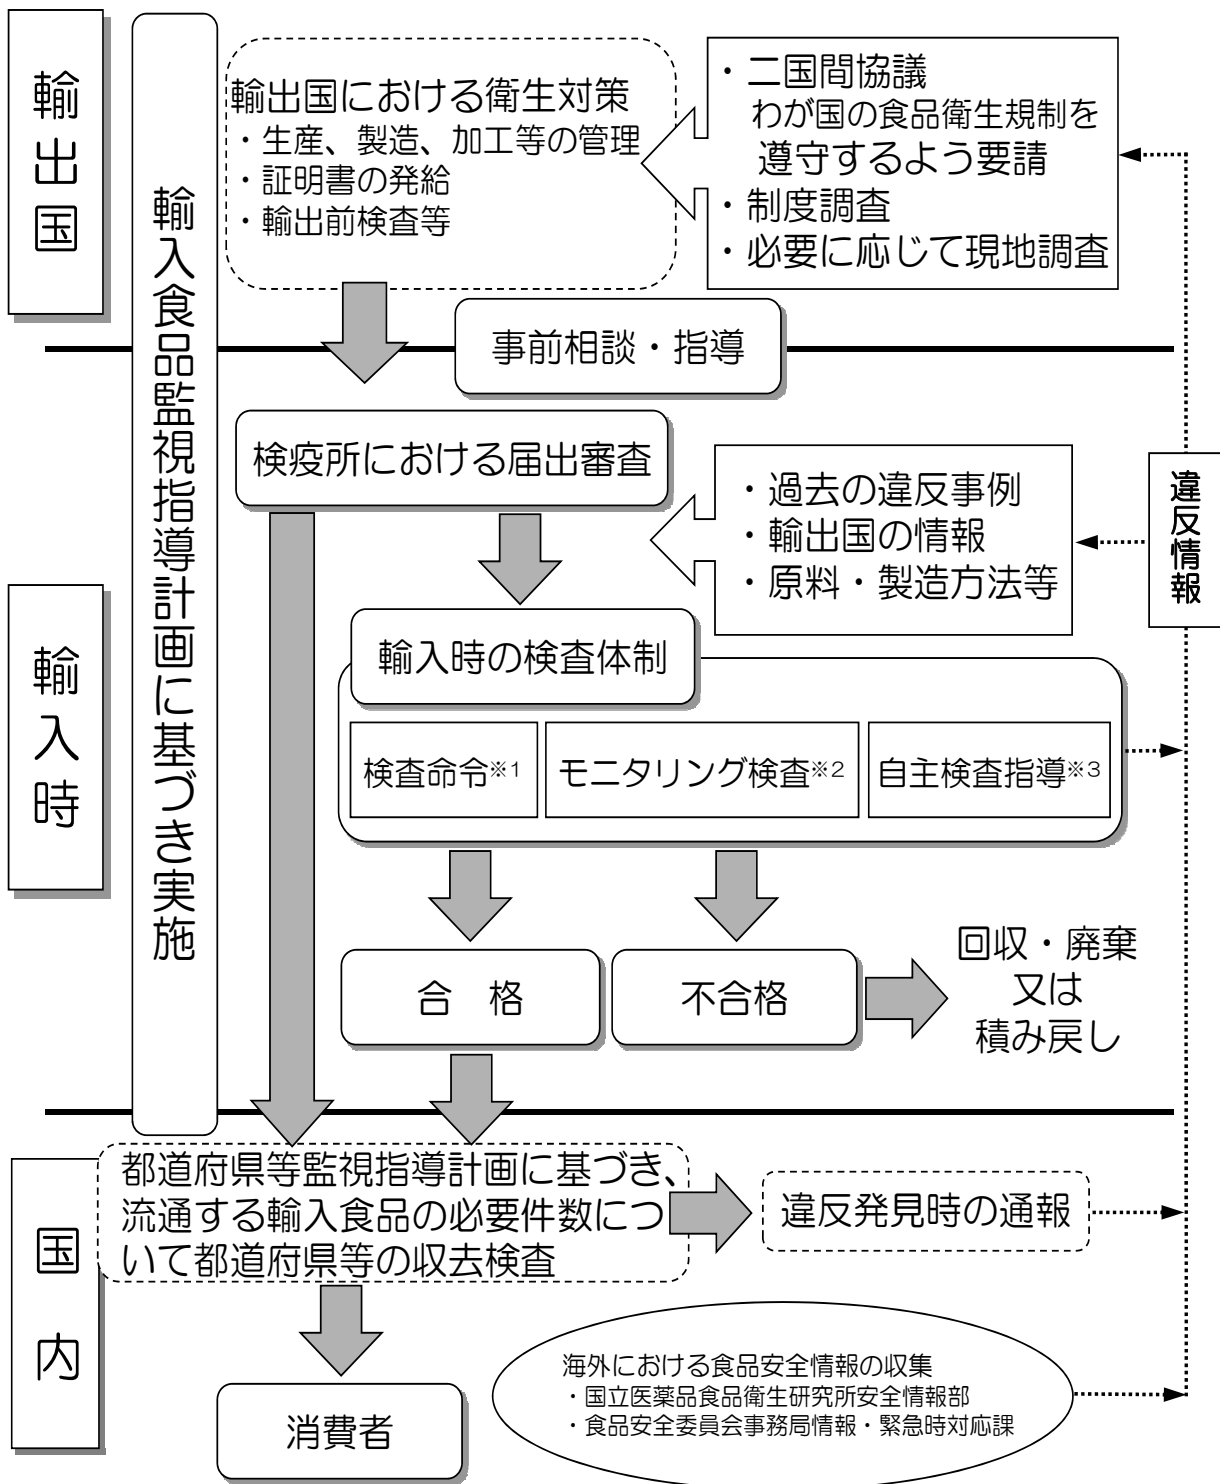 輸出国
輸入食品監視指導計画に基づき実施
輸出国における衛生対策
・生産、製造、加工等の管理
・証明書の発給
・輸出前検査等
・二国間協議
わが国の食品衛生規制を
遵守するよう要請
・制度調査
・必要に応じて現地調査
事前相談・指導
輸入時
検疫所における届出審査
・過去の違反事例
・輸出国の情報
・原料・製造方法等
違反情報
輸入時の検査体制
検査命令※1
モニタリング検査※2
自主検査指導※3
合　格
不合格
回収・廃棄
又は
積み戻し
国内
都道府県等監視指導計画に基づき、
流通する輸入食品の必要件数につ
いて都道府県等の収去検査
違反発見時の通報
消費者
海外における食品安全情報の収集
・国立医薬品食品衛生研究所安全情報部
・食品安全委員会事務局情報・緊急時対応課